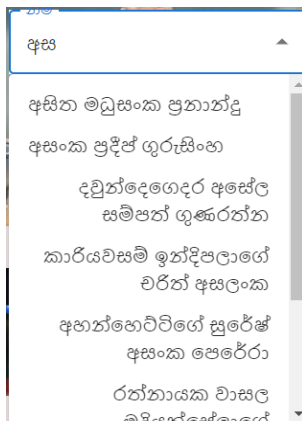 නම
අස
අසිත මධුසංක ප්‍රනාන්දු
අසංක ප්‍රදීප් ගුරුසිංහ
දවුන්දෙගෙදර අසේල
සම්පත් ගුණරත්න
කාරියවසම් ඉන්දිපලාගේ
චරිත් අසලංක
අහන්හෙට්ටිගේ සුරේෂ්
අසංක පෙරේරා
රත්නායක වාසල